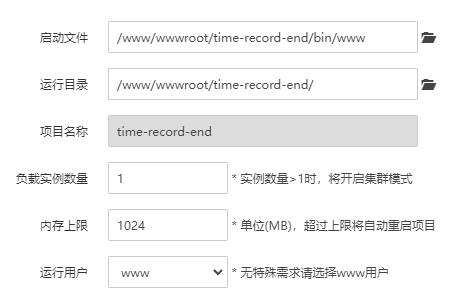 启动文件 /www/wwwroot/time-record-end/bin/www
运行目录 /www/wwwroot/time-record-end/
项目名称 time-record-end
负载实例数量 1 * 实例数量>1时，将开启集群模式
内存上限 1024 * 单位(MB)，超过上限将自动重启项目
运行用户 www * 无特殊需求请选择www用户